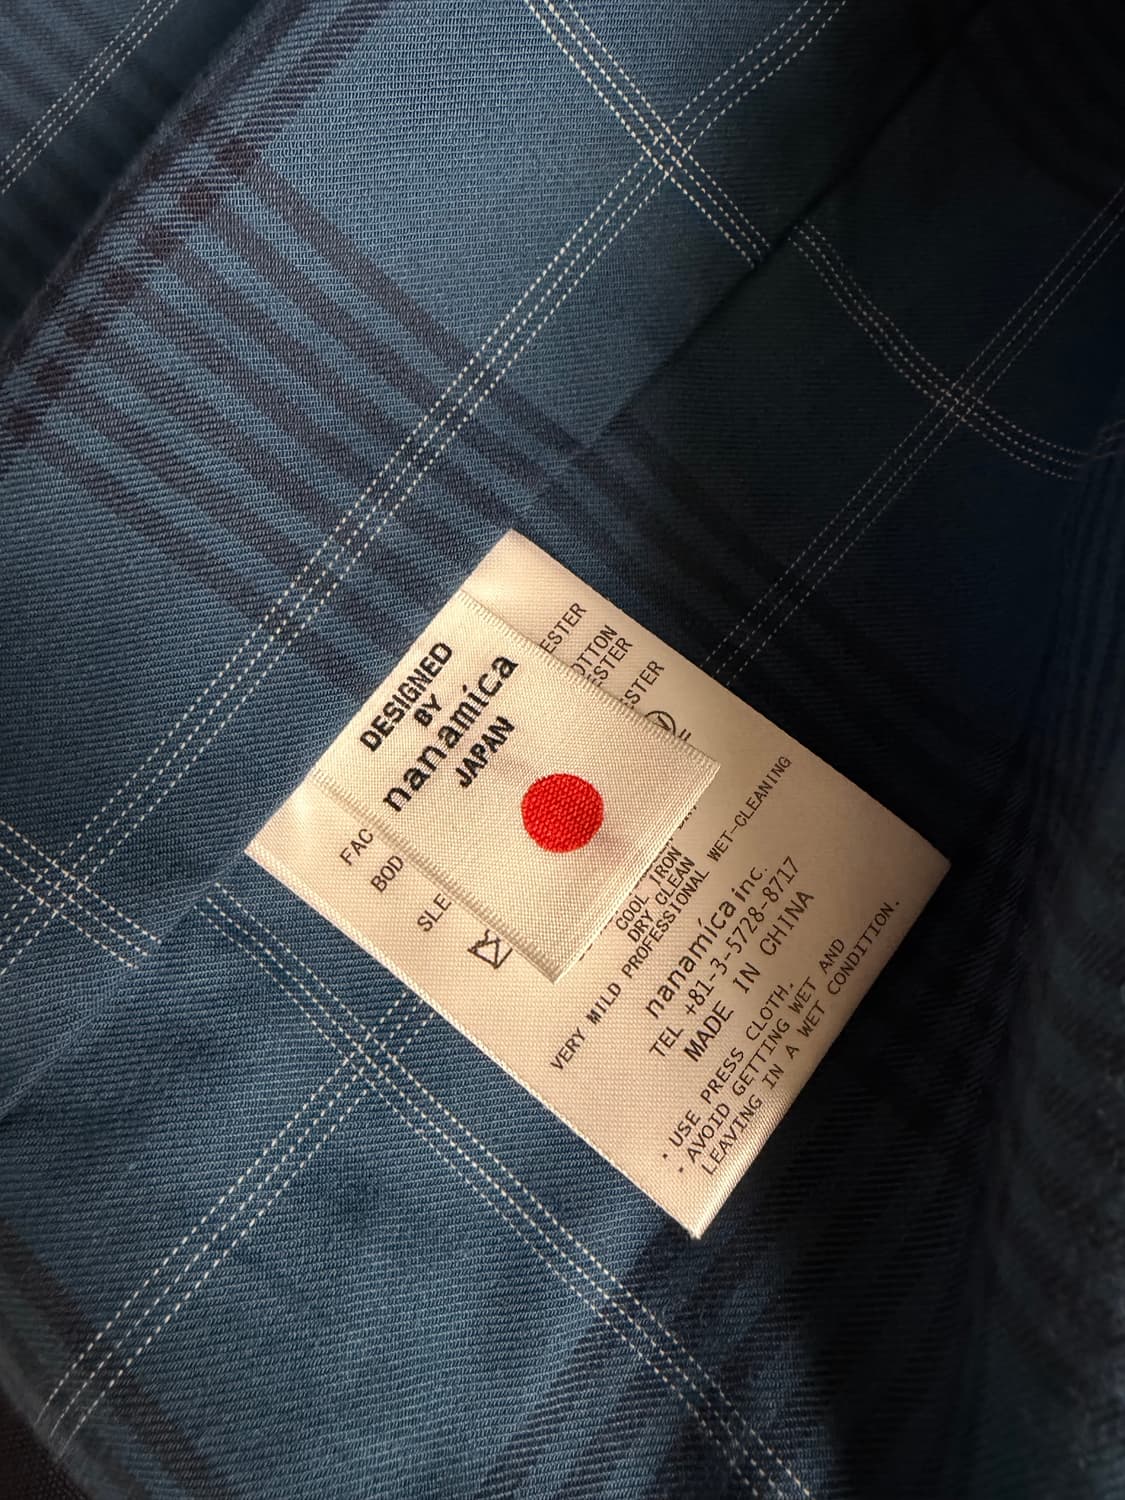 DESIGNED
BY
nanamica
JAPAN
ESTER
OTTON
ESTER
ESTER
FAC
BOD
SLE
COOL IRON
DRY CLEAN
VERY MILD PROFESSIONAL WET-CLEANING
nanamica inc.
TEL +81-3-5728-8717
MADE IN CHINA
・USE PRESS CLOTH.
・AVOID GETTING WET AND
LEAVING IN A WET CONDITION.